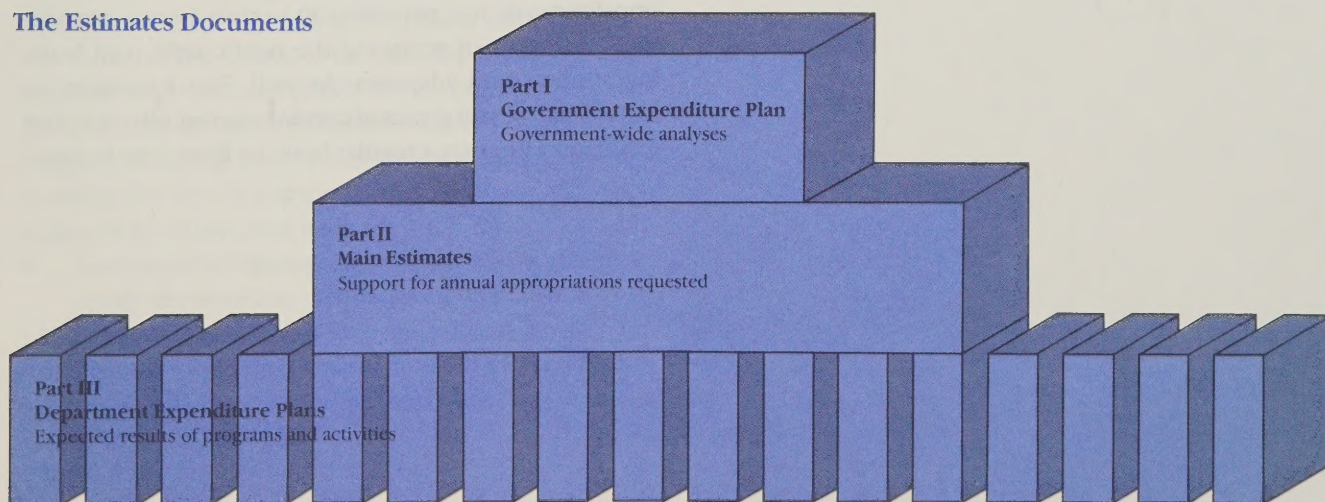 The Estimates Documents
Part I
Government Expenditure Plan
Government-wide analyses
Part II
Main Estimates
Support for annual appropriations requested
Part III
Department Expenditure Plans
Expected results of programs and activities